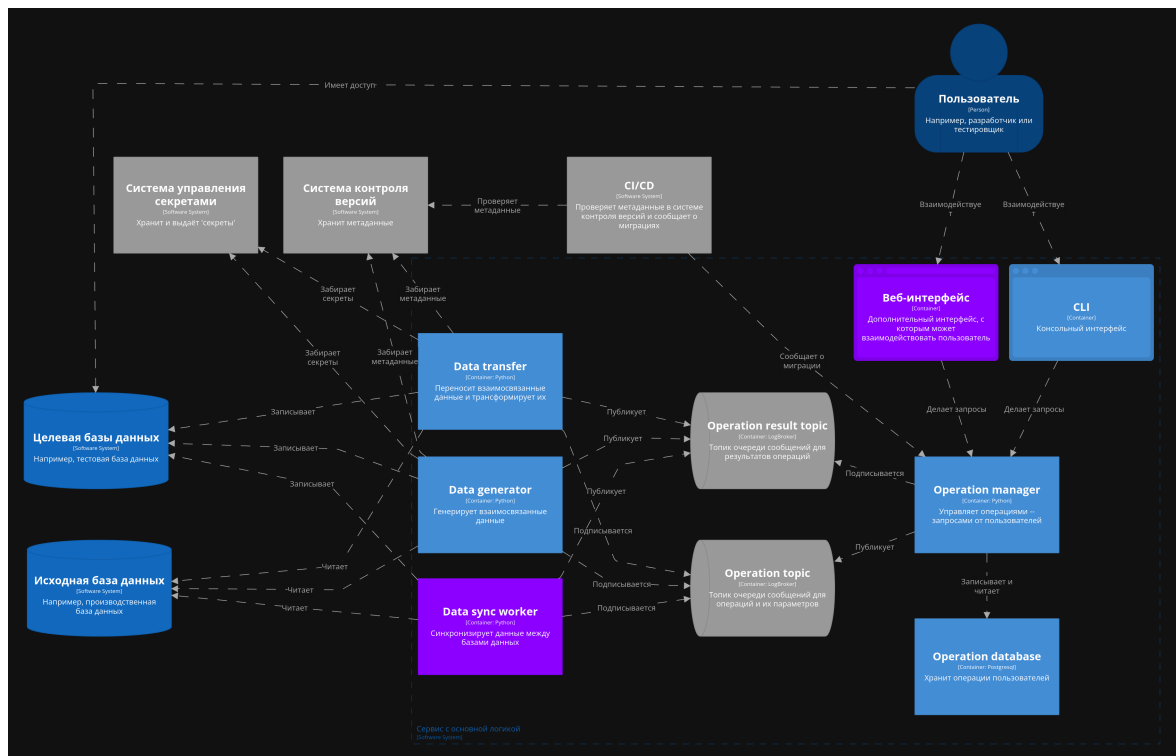 Пользователь
[Person]
Например, разработчик или
тестировщик
Имеет доступ
Система управления
секретами
[Software System]
Хранит и выдаёт 'секреты'
Система контроля
версий
[Software System]
Хранит метаданные
Проверяет
метаданные
CI/CD
[Software System]
Проверяет метаданные в системе
контроля версий и сообщает о
миграциях
Взаимодействуе
т
Взаимодействуе
т
Забирает
секреты
Забирает
метаданные
Веб-интерфейс
[Container]
Дополнительный интерфейс, с
которым может
взаимодействовать пользователь
CLI
[Container]
Консольный интерфейс
Забирает
секреты
Забирает
метаданные
Сообщает о
миграции
Data transfer
[Container: Python]
Переносит взаимосвязанные
данные и трансформирует их
Записывает
Публикует
Делает запросы
Делает запросы
Целевая базы данных
[Software System]
Например, тестовая база данных
Записывает
Записывает
Data generator
[Container: Python]
Генерирует взаимосвязанные
данные
Публикует
Публикует
Operation result topic
[Container: LogBroker]
Топик очереди сообщений для
результатов операций
Подписывается
Operation manager
[Container: Python]
Управляет операциями --
запросами от пользователей
Подписывается
Публикует
Исходная база данных
[Software System]
Например, производственная
база данных
Читает
Читает
Читает
Data sync worker
[Container: Python]
Синхронизирует данные между
базами данных
Подписывается
Подписывается
Operation topic
[Container: LogBroker]
Топик очереди сообщений для
операций и их параметров
Записывает и
читает
Operation database
[Container: Postgresql]
Хранит операции пользователей
Сервис с основной логикой
[Software System]